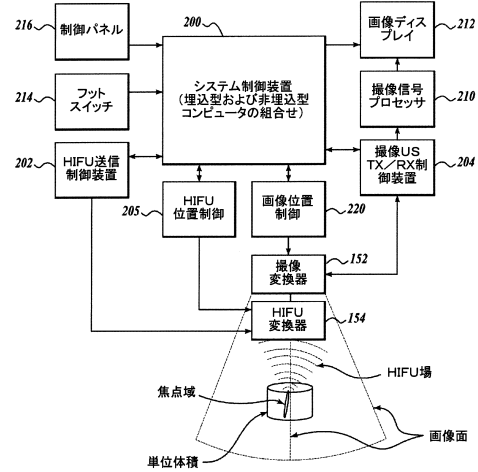 216
制御パネル
200
システム制御装置
(埋込型および非埋込型
コンピュータの組合せ)
画像ディス
プレイ
212
214
フット
スイッチ
撮像信号
プロセッサ
210
202
HIFU送信
制御装置
撮像US
TX/RX制
御装置
204
205
HIFU
位置制御
画像位置
制御
220
撮像
変換器
152
HIFU
変換器
154
HIFU場
焦点域
単位体積
画像面